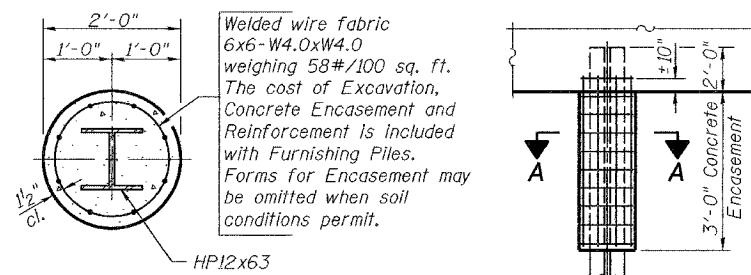 2'-0"
1'-0" 1'-0"
Welded wire fabric
6x6-W4.0xW4.0
weighing 58#/100 sq. ft.
The cost of Excavation,
Concrete Encasement and
Reinforcement is included
with Furnishing Piles.
Forms for Encasement may
be omitted when soil
conditions permit.
1½"
cl.
HP12x63
±10"
2'-0"
A A
3'-0" Concrete
Encasement